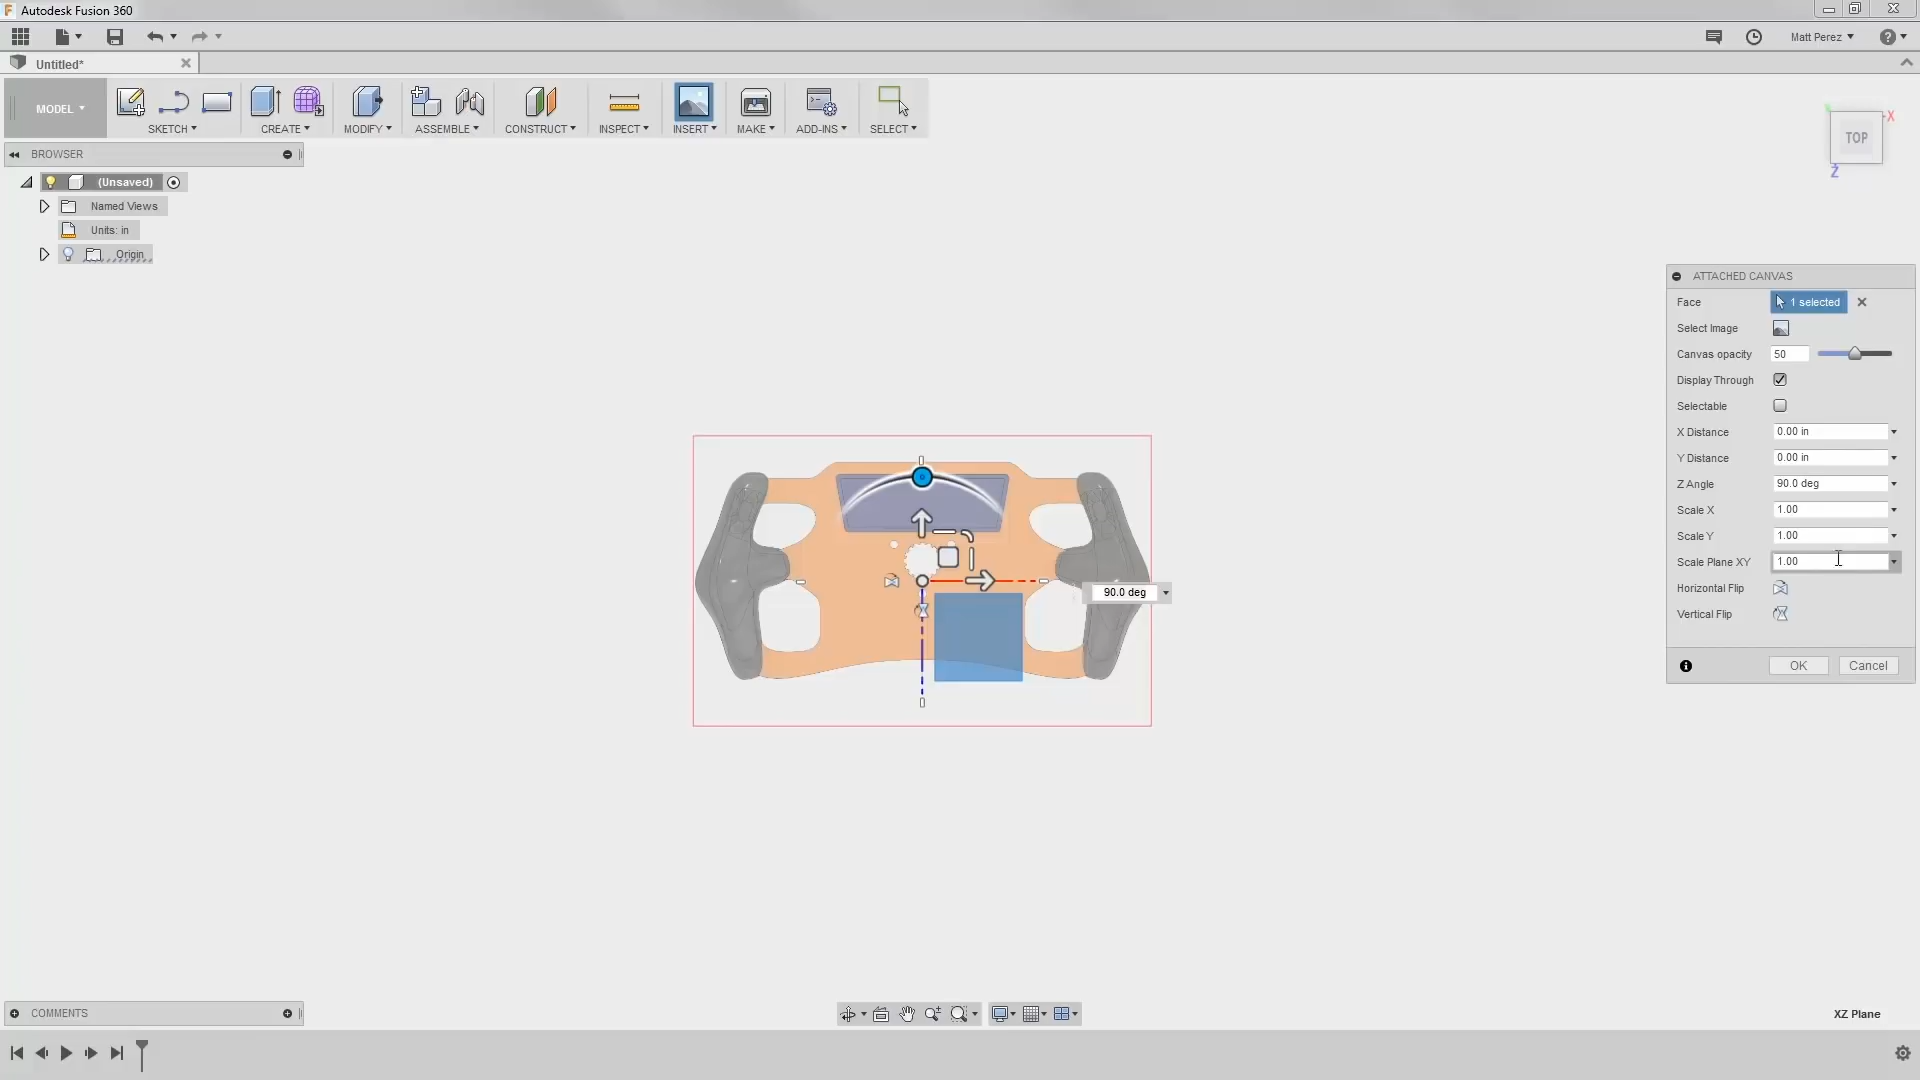 Autodesk Fusion 360
Matt Perez
Untitled*
MODEL
SKETCH
CREATE
MODIFY
ASSEMBLE
CONSTRUCT
INSPECT
INSERT
MAKE
ADD-INS
SELECT
X
TOP
Z
BROWSER
(Unsaved)
Named Views
Units: in
Origin
ATTACHED CANVAS
Face 1 selected
Select Image
Canvas opacity 50
Display Through
Selectable
X Distance 0.00 in
Y Distance 0.00 in
Z Angle 90.0 deg
Scale X 1.00
Scale Y 1.00
Scale Plane XY 1.00
Horizontal Flip
Vertical Flip
OK Cancel
90.0 deg
COMMENTS
XZ Plane